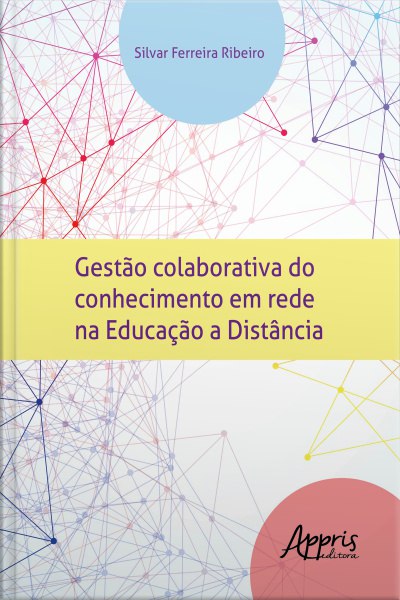 Silvar Ferreira Ribeiro
Gestão colaborativa do
conhecimento em rede
na Educação a Distância
Appris
editora